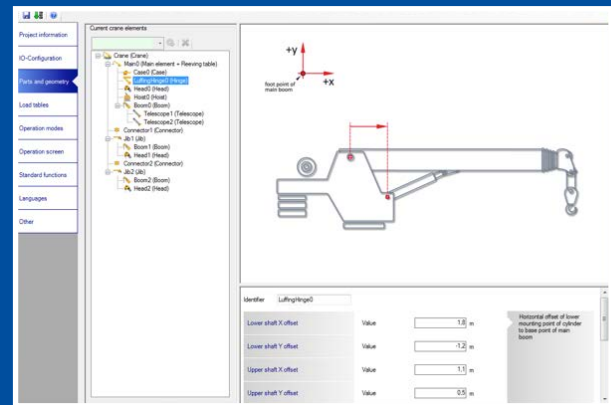 Project information
IO-Configuration
Parts and geometry
Load tables
Operation modes
Operation screen
Standard functions
Languages
Other
Current crane elements
Crane (Crane)
Main0 (Main element + Reeving table)
Case0 (Case)
LuffingHinge0 (Hinge)
Head0 (Head)
Hoist0 (Hoist)
Boom0 (Boom)
Telescope1 (Telescope)
Telescope2 (Telescope)
Connector1 (Connector)
Jib1 (Jib)
Boom1 (Boom)
Head1 (Head)
Connector2 (Connector)
Jib2 (Jib)
Boom2 (Boom)
Head2 (Head)
+y
+x
foot point of
main boom
Identifier LuffingHinge0
Lower shaft X offset Value 1,8 m
Lower shaft Y offset Value -1,2 m
Upper shaft X offset Value 1,1 m
Upper shaft Y offset Value 0,5 m
Horizontal offset of lower
mounting point of cylinder
to base point of main
boom